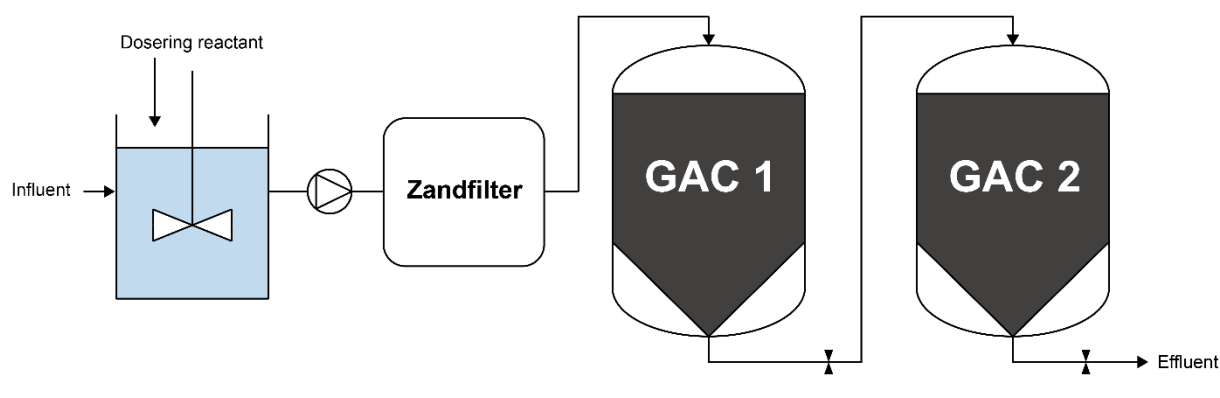 Dosering reactant
Influent
Zandfilter
GAC 1
GAC 2
Effluent